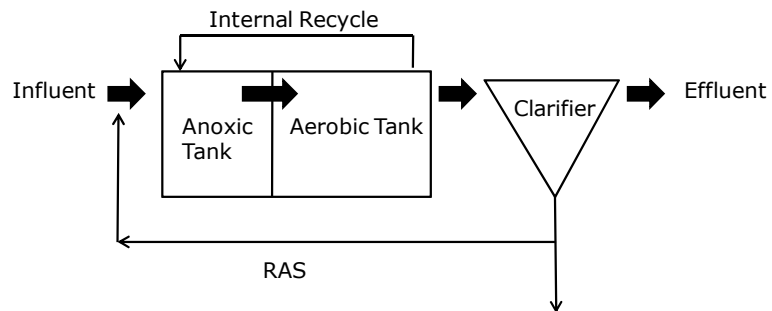 Internal Recycle
Influent
Anoxic
Tank
Aerobic Tank
Clarifier
Effluent
RAS